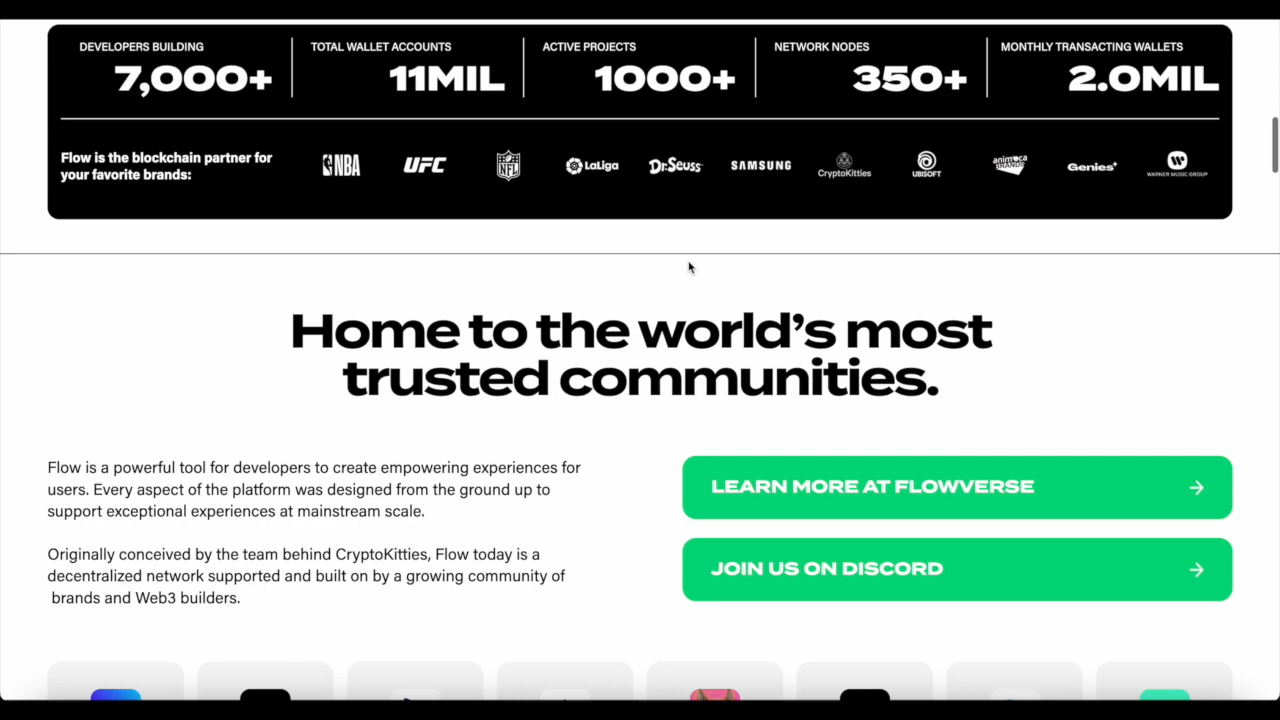 DEVELOPERS BUILDING
7,000+
TOTAL WALLET ACCOUNTS
11MIL
ACTIVE PROJECTS
1000+
NETWORK NODES
350+
MONTHLY TRANSACTING WALLETS
2.0MIL
Flow is the blockchain partner for
your favorite brands:
NBA
UFC
NFL
LaLiga
Dr. Seuss
SAMSUNG
CryptoKitties
UBISOFT
animoca
BRANDS
Genies
WARNER MUSIC GROUP
Home to the world's most
trusted communities.
Flow is a powerful tool for developers to create empowering experiences for
users. Every aspect of the platform was designed from the ground up to
support exceptional experiences at mainstream scale.
Originally conceived by the team behind CryptoKitties, Flow today is a
decentralized network supported and built on by a growing community of
brands and Web3 builders.
LEARN MORE AT FLOWVERSE
JOIN US ON DISCORD